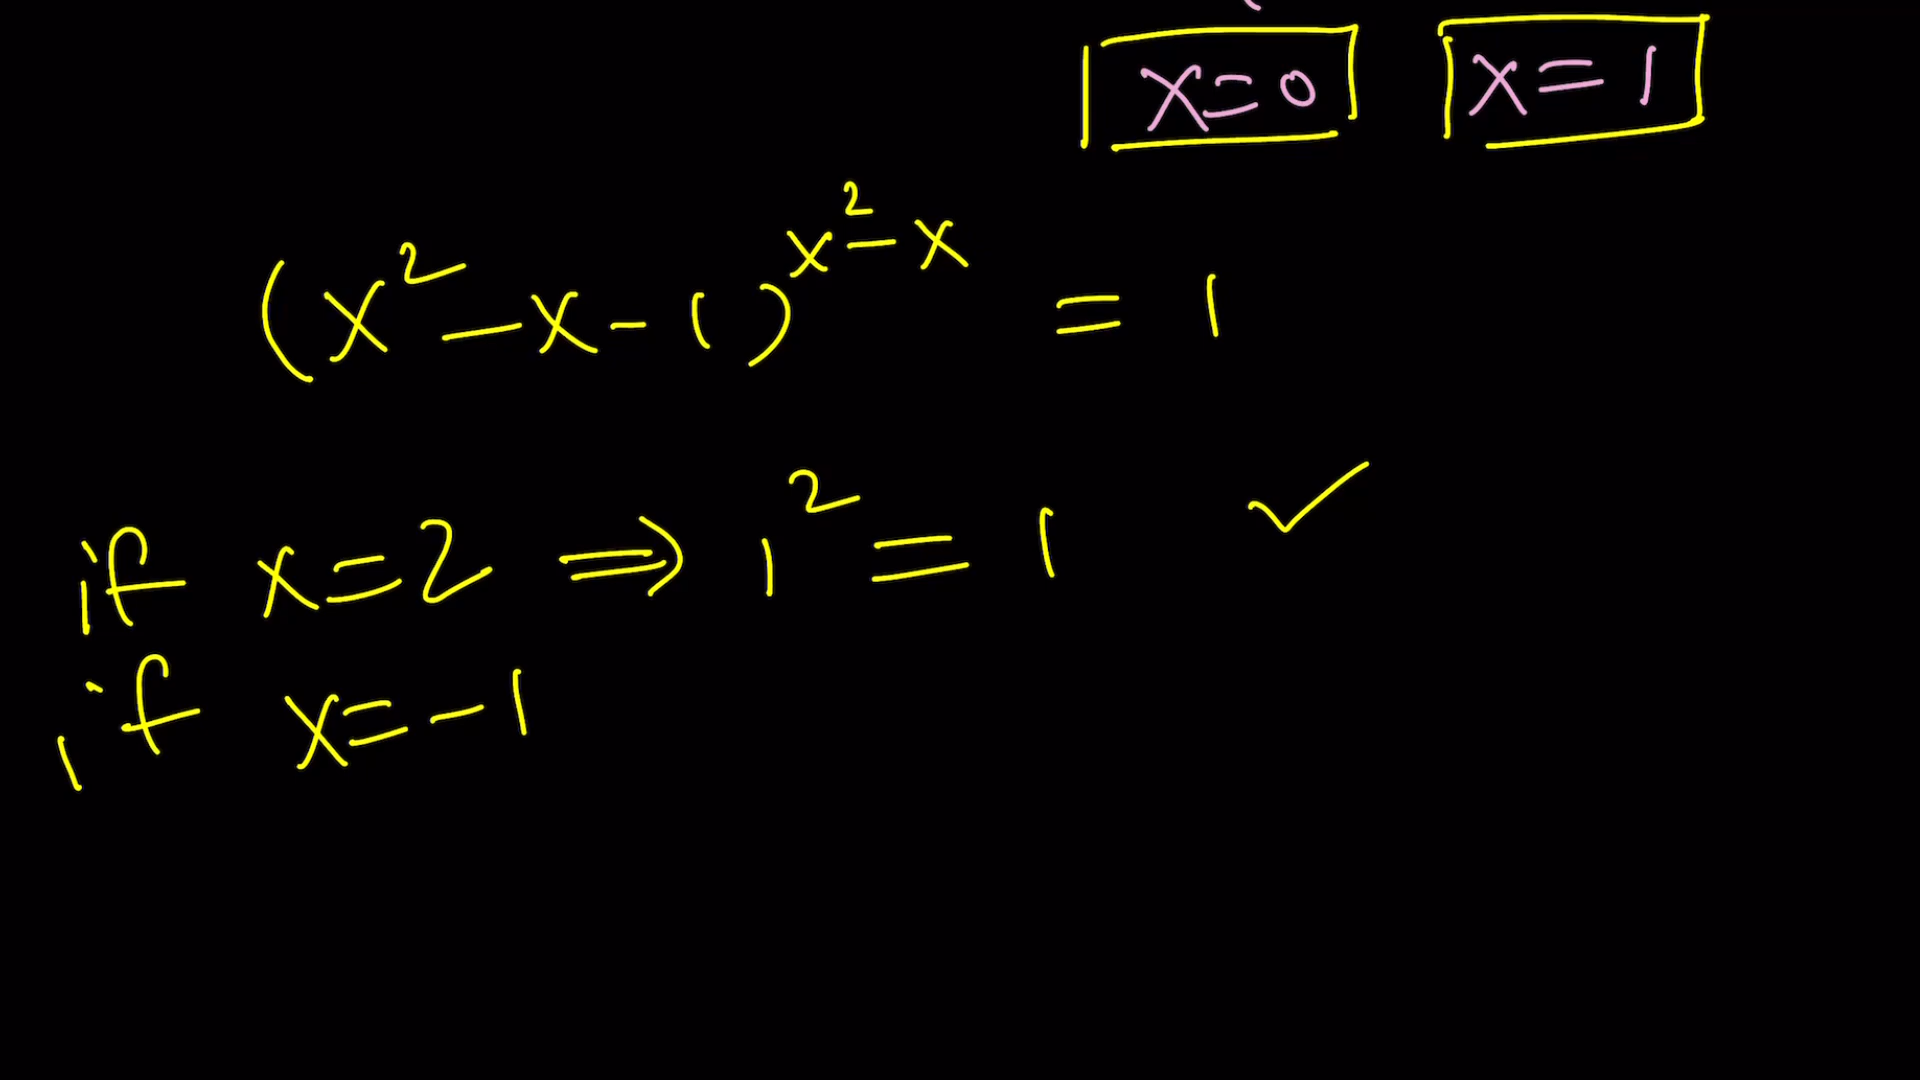 x=0 x=1
(x²-x-1)^(x²-x) = 1
if x=2 ⇒ 1² = 1 ✓
if x=-1